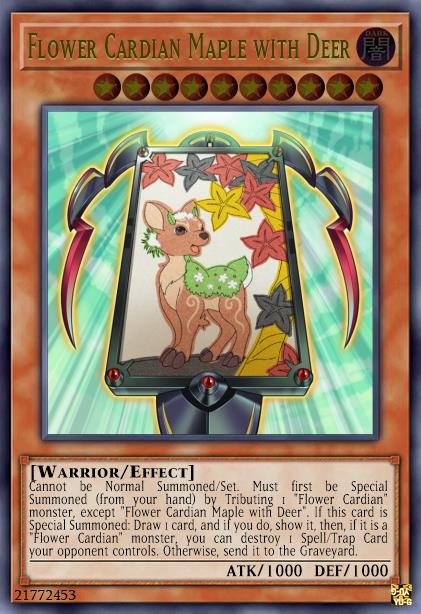 Flower Cardian Maple with Deer
DARK
闇
[Warrior/Effect]
Cannot be Normal Summoned/Set. Must first be Special
Summoned (from your hand) by Tributing 1 "Flower Cardian"
monster, except "Flower Cardian Maple with Deer". If this card is
Special Summoned: Draw 1 card, and if you do, show it, then, if it is a
"Flower Cardian" monster, you can destroy 1 Spell/Trap Card
your opponent controls. Otherwise, send it to the Graveyard.
ATK/1000 DEF/1000
21772453